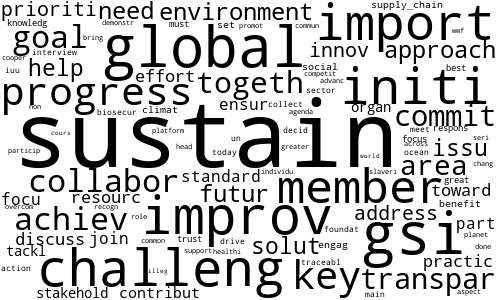 prioriti need environment supply_chain
knowledg demonstr must set promot commun import wwf
goal bring global innov approach
cooper interview social best
iuu help effort togeth competit advanc initi
progress ensur collect sector organ commit
non biosecur climat agenda
cours platform un decid meet respons
sustain focus across seri
particip head today greater ocean issu
world area chang
collabor standard individu slaveri great
focu resourc futur member toward
overcom recogn address benefit
achiev role improv foundat gsi part
discuss join common trust drive solut engag planet
tackl support healthi traceabl done practic
action illeg challeng key transpar
stakehold contribut main aspect